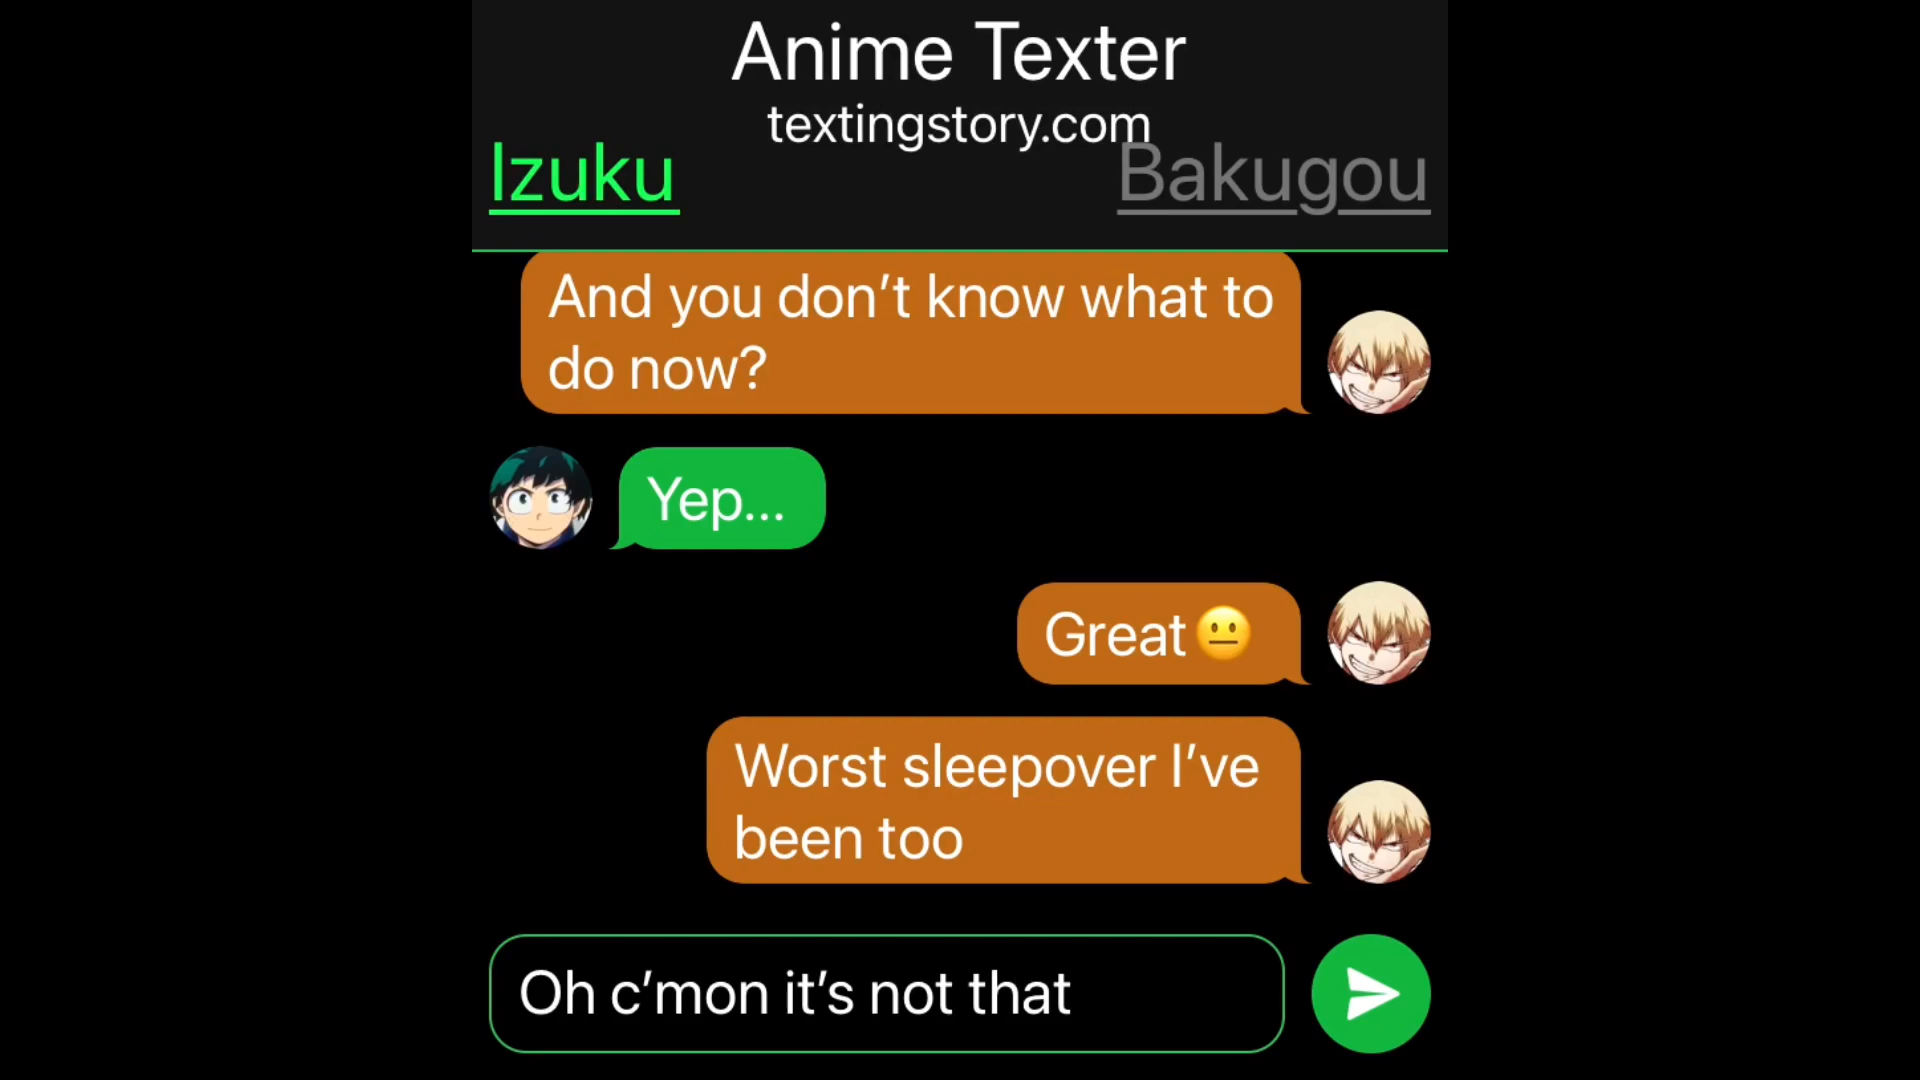 Anime Texter
textingstory.com
Izuku
Bakugou
And you don’t know what to
do now?
Yep...
Great😐
Worst sleepover I’ve
been too
Oh c’mon it’s not that